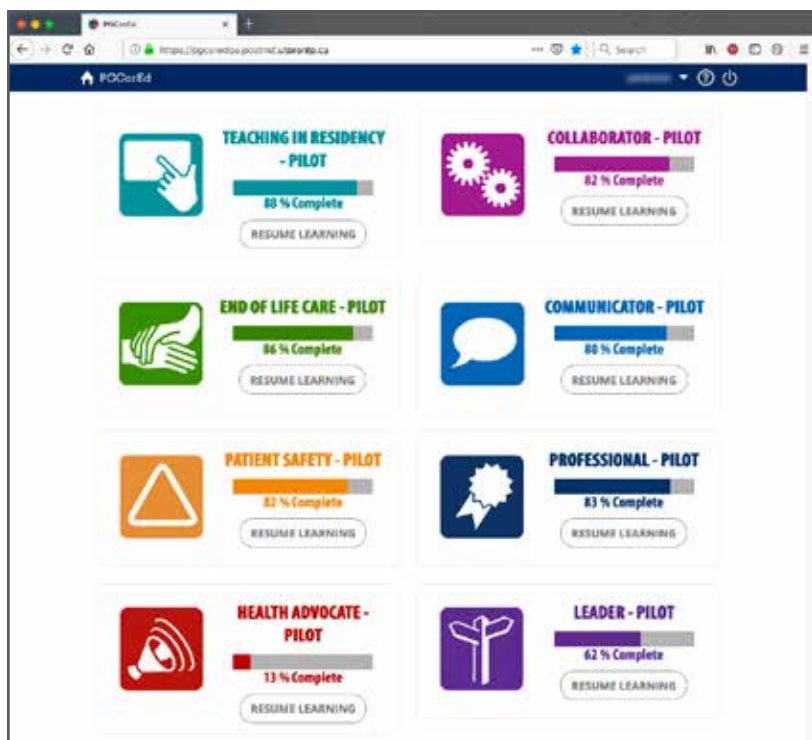 PGCorEd
Search
PGCorEd
TEACHING IN RESIDENCY
- PILOT
88 % Complete
RESUME LEARNING
COLLABORATOR - PILOT
82 % Complete
RESUME LEARNING
END OF LIFE CARE - PILOT
86 % Complete
RESUME LEARNING
COMMUNICATOR - PILOT
80 % Complete
RESUME LEARNING
PATIENT SAFETY - PILOT
82 % Complete
RESUME LEARNING
PROFESSIONAL - PILOT
83 % Complete
RESUME LEARNING
HEALTH ADVOCATE -
PILOT
13 % Complete
RESUME LEARNING
LEADER - PILOT
62 % Complete
RESUME LEARNING